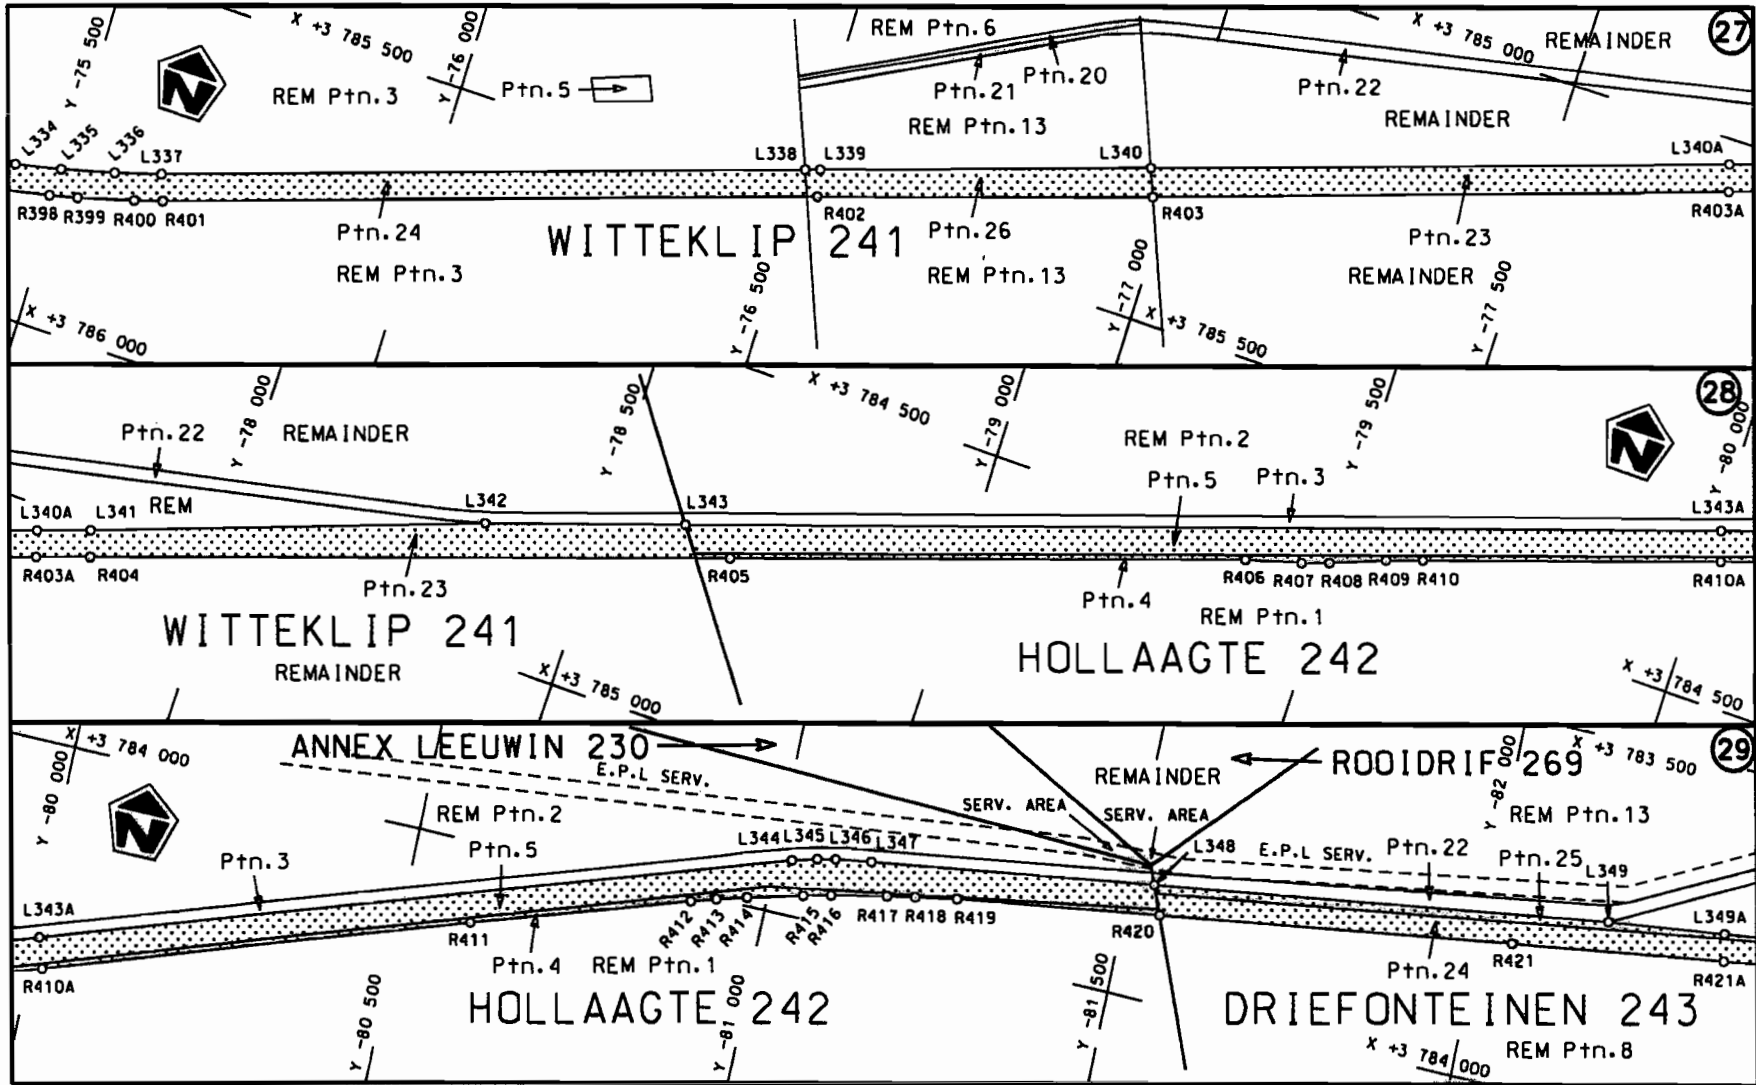 27
Y -75 500
X +3 785 500
Y -76 000
REM Ptn.6
X +3 785 000
REMAINDER
N
REM Ptn.3
Ptn.5
Ptn.21
Ptn.20
Ptn.22
REM Ptn.13
REMAINDER
L334
L335
L336
L337
L338
L339
L340
L340A
R398
R399
R400
R401
R402
R403
R403A
Ptn.24
WITTEKLIP 241
Ptn.26
Ptn.23
REM Ptn.3
REM Ptn.13
REMAINDER
X +3 786 000
Y -76 500
Y -77 000
X +3 785 500
Y -77 500
28
Y -78 000
Y -78 500
X +3 784 500
Y -79 000
Y -79 500
Y -80 000
Ptn.22
REMAINDER
REM Ptn.2
N
Ptn.5
Ptn.3
REM
L340A
L341
L342
L343
L343A
R403A
R404
R405
R406
R407
R408
R409
R410
R410A
Ptn.23
Ptn.4
REM Ptn.1
WITTEKLIP 241
HOLLAAGTE 242
REMAINDER
X +3 785 000
X +3 784 500
29
X +3 784 000
Y -80 000
ANNEX LEEUWIN 230
E.P.L SERV.
REMAINDER
ROOIDRIF 269
Y -82 000
X +3 783 500
N
REM Ptn.2
SERV. AREA
SERV. AREA
REM Ptn.13
Ptn.3
Ptn.5
L344
L345
L346
L347
L348
E.P.L SERV.
Ptn.22
Ptn.25
L349
L343A
L349A
R410A
R411
R412
R413
R414
R415
R416
R417
R418
R419
R420
R421
R421A
Ptn.4
REM Ptn.1
Ptn.24
HOLLAAGTE 242
DRIEFONTEINEN 243
REM Ptn.8
Y -80 500
Y -81 000
Y -81 500
X +3 784 000